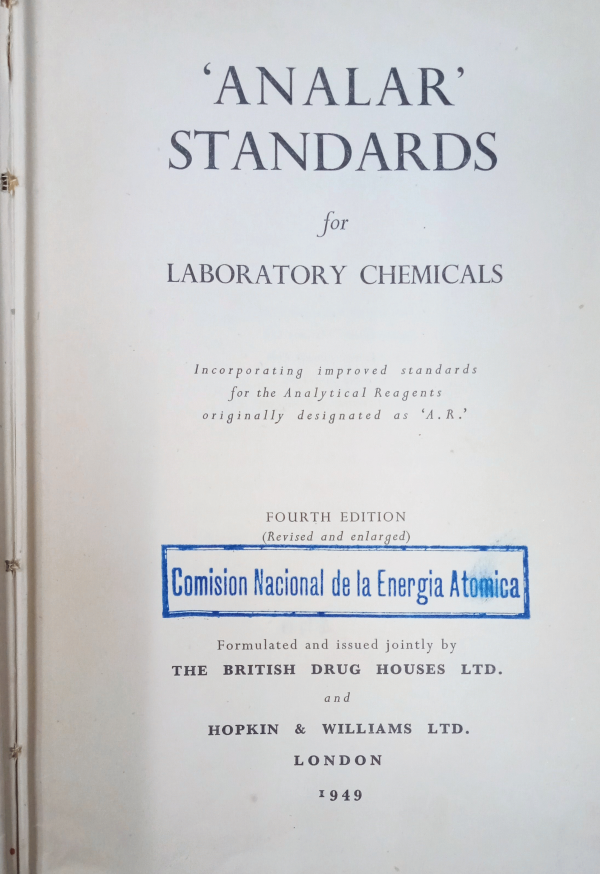 ‘ANALAR’
STANDARDS
for
LABORATORY CHEMICALS
Incorporating improved standards
for the Analytical Reagents
originally designated as ‘A.R.’
FOURTH EDITION
(Revised and enlarged)
Comision Nacional de la Energia Atomica
Formulated and issued jointly by
THE BRITISH DRUG HOUSES LTD.
and
HOPKIN & WILLIAMS LTD.
LONDON
1949